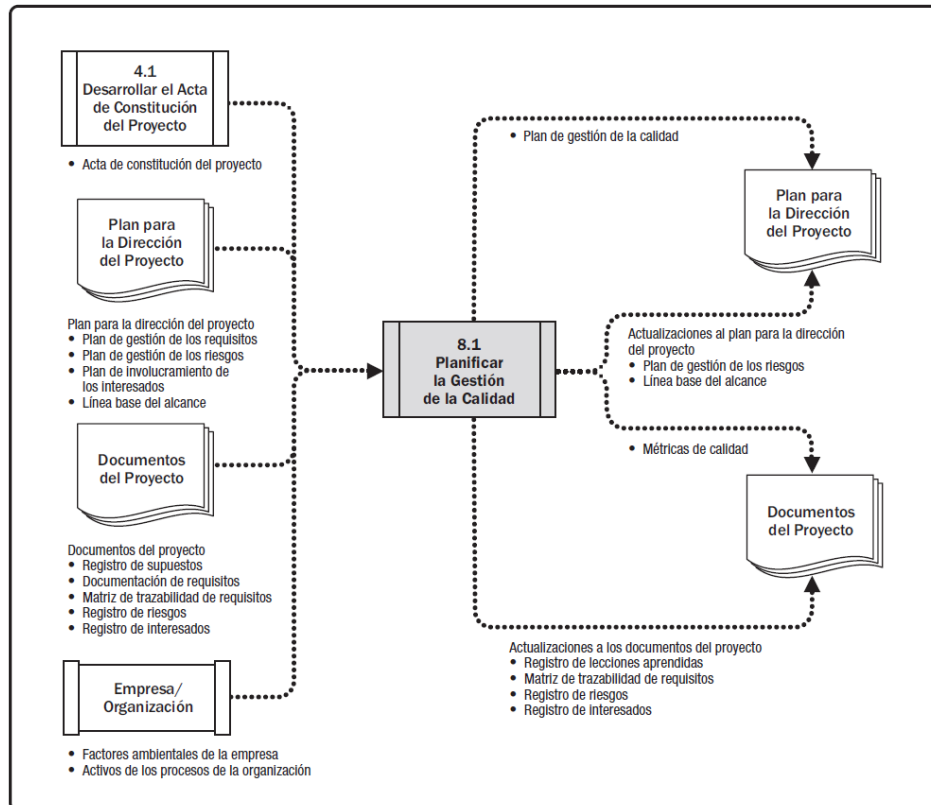 4.1
Desarrollar el Acta
de Constitución
del Proyecto
• Acta de constitución del proyecto
Plan para
la Dirección
del Proyecto
Plan para la dirección del proyecto
• Plan de gestión de los requisitos
• Plan de gestión de los riesgos
• Plan de involucramiento de
los interesados
• Línea base del alcance
Documentos
del Proyecto
Documentos del proyecto
• Registro de supuestos
• Documentación de requisitos
• Matriz de trazabilidad de requisitos
• Registro de riesgos
• Registro de interesados
Empresa/
Organización
• Factores ambientales de la empresa
• Activos de los procesos de la organización
8.1
Planificar
la Gestión
de la Calidad
• Plan de gestión de la calidad
Plan para
la Dirección
del Proyecto
Actualizaciones al plan para la dirección
del proyecto
• Plan de gestión de los riesgos
• Línea base del alcance
• Métricas de calidad
Documentos
del Proyecto
Actualizaciones a los documentos del proyecto
• Registro de lecciones aprendidas
• Matriz de trazabilidad de requisitos
• Registro de riesgos
• Registro de interesados